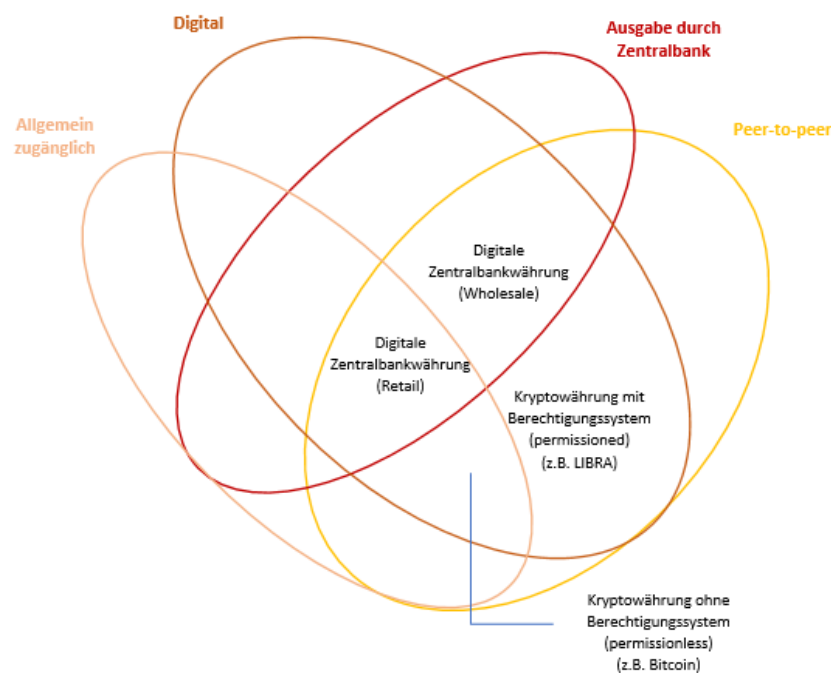 Digital
Ausgabe durch
Zentralbank
Allgemein
zugänglich
Peer-to-peer
Digitale
Zentralbankwährung
(Wholesale)
Digitale
Zentralbankwährung
(Retail)
Kryptowährung mit
Berechtigungssystem
(permissioned)
(z.B. LIBRA)
Kryptowährung ohne
Berechtigungssystem
(permissionless)
(z.B. Bitcoin)